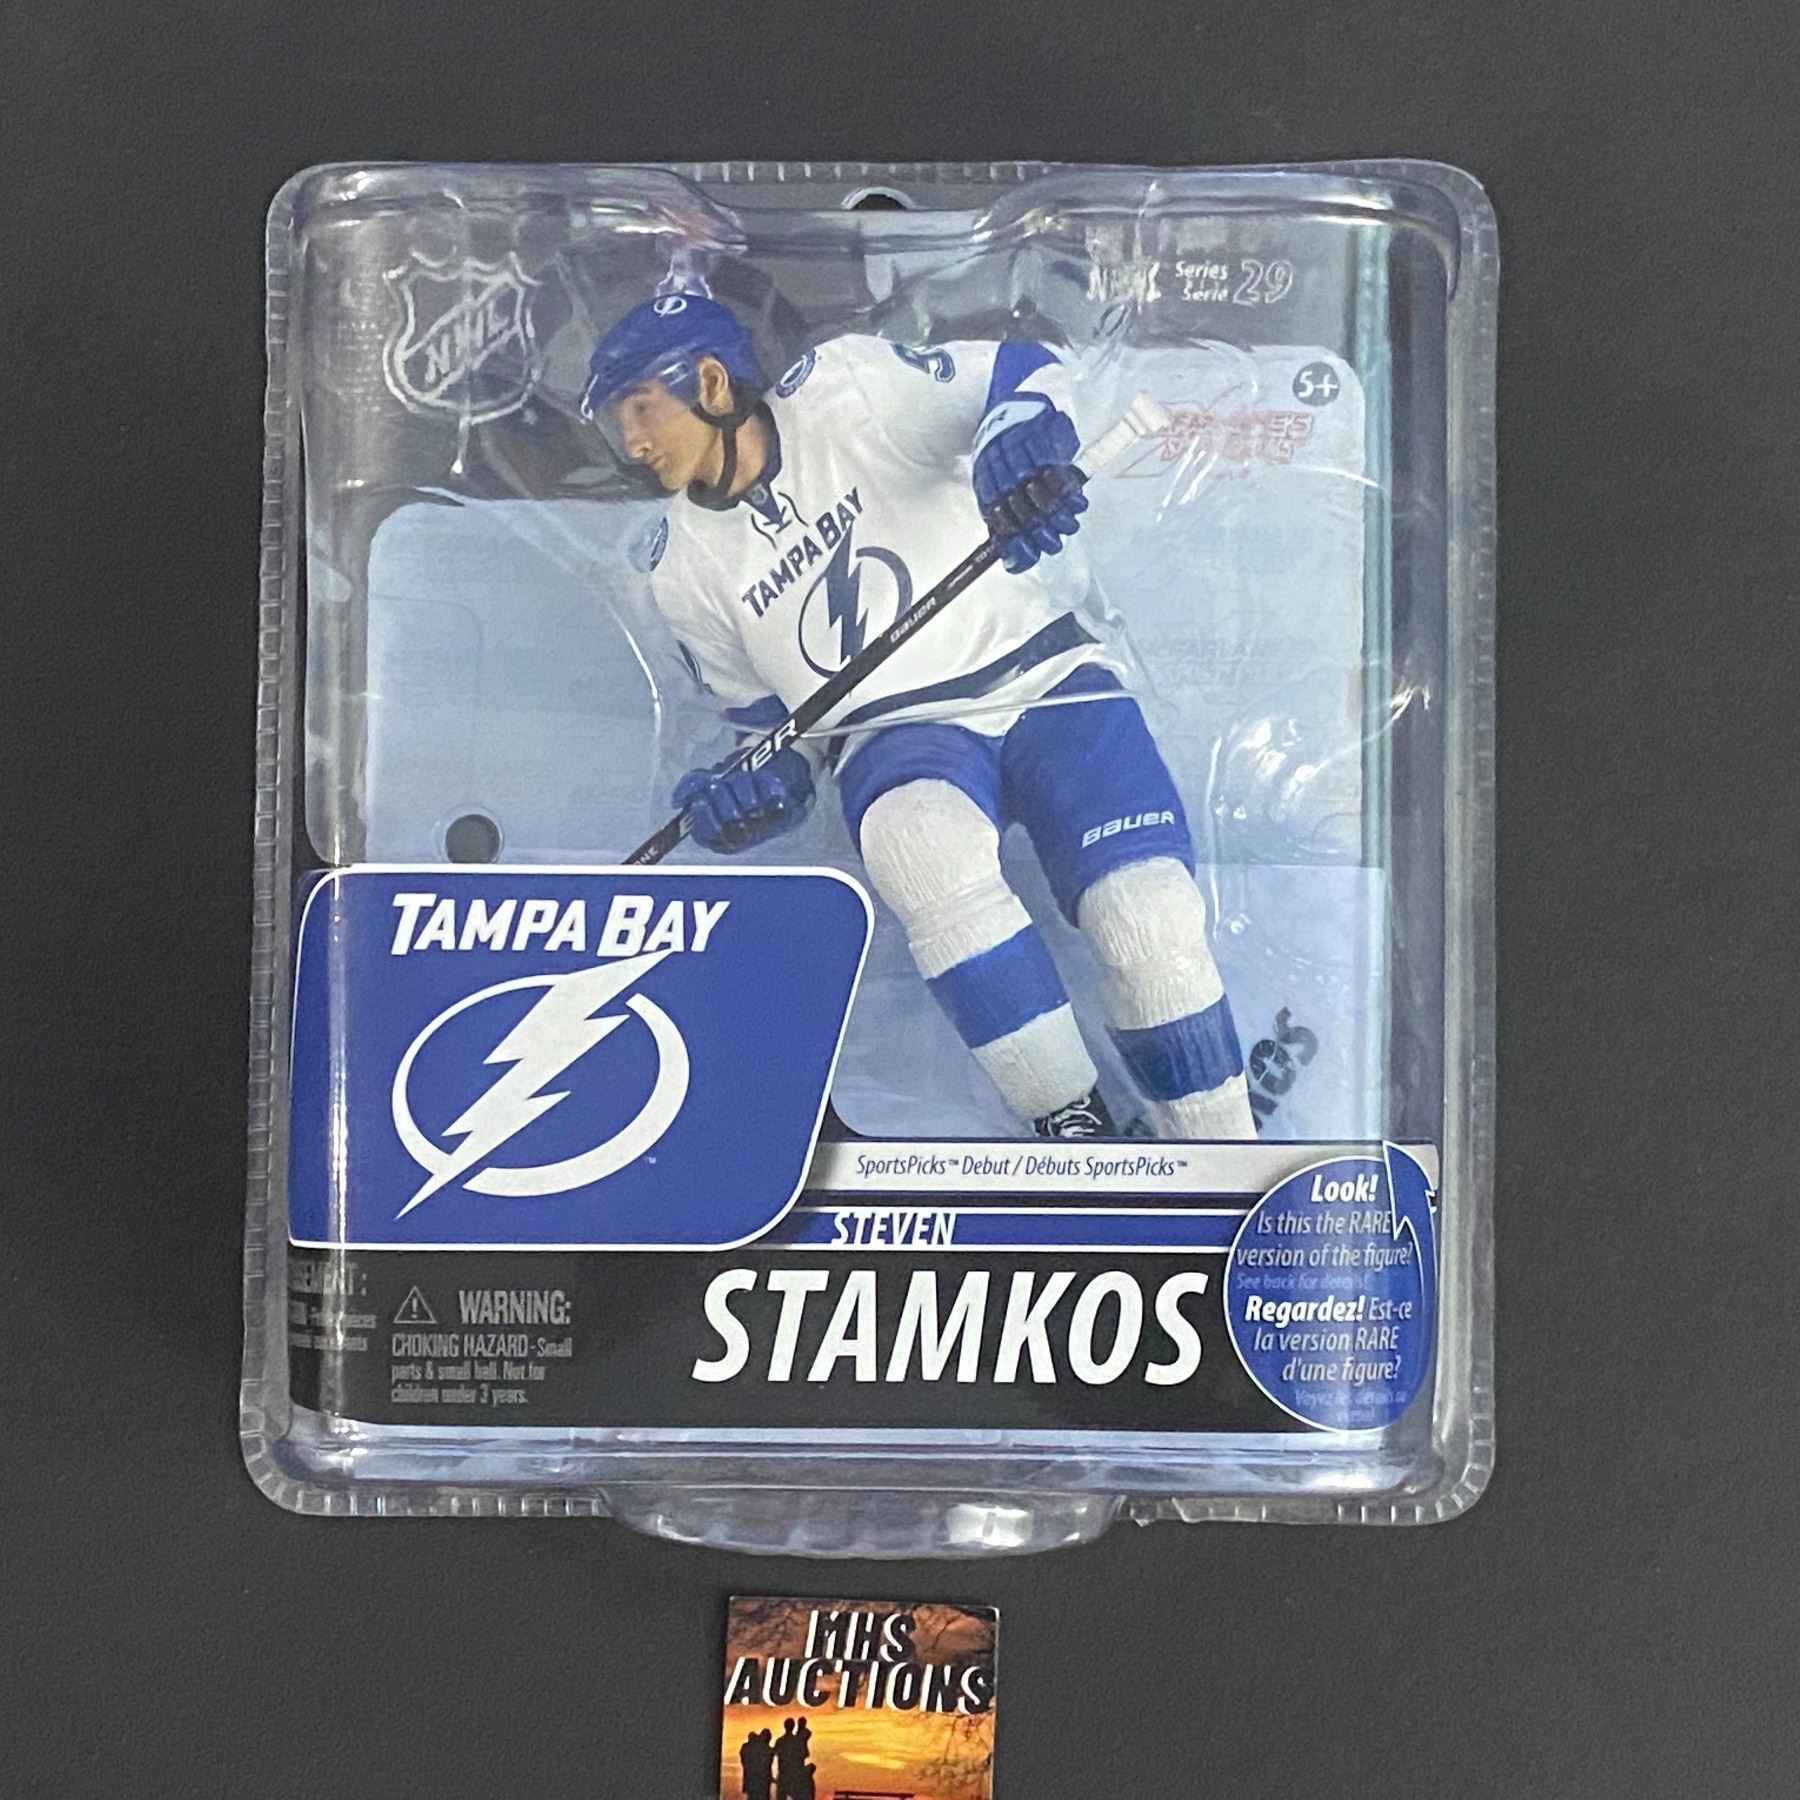 NHL
Series
Serie 29
5+
TAMPA BAY
BAUER
BAUER
TAMPA BAY
SportsPicks™ Debut / Débuts SportsPicks™
STEVEN
STAMKOS
WARNING:
CHOKING HAZARD - Small
parts & small ball. Not for
children under 3 years.
Look!
Is this the RARE
version of the figure?
See back for details!
Regardez! Est-ce
la version RARE
d'une figure?
MHS
AUCTIONS